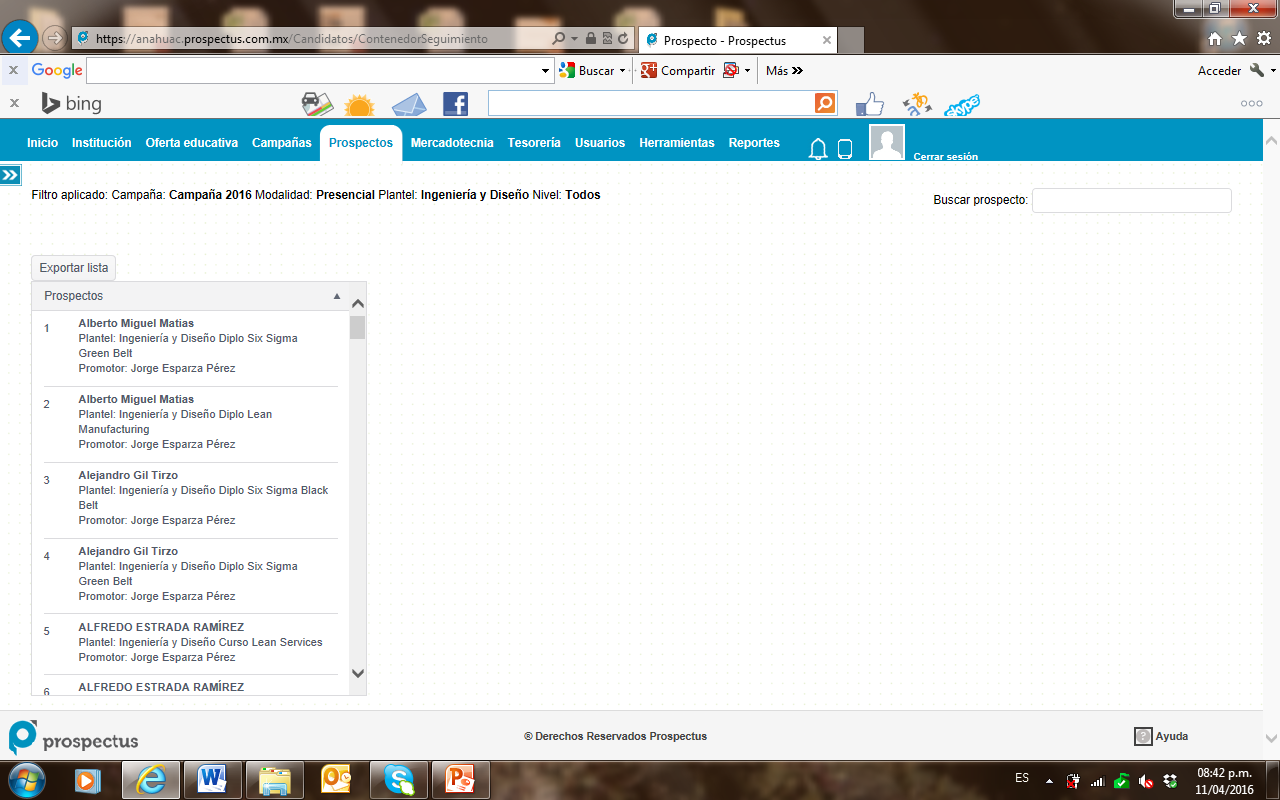 https://anahuac.prospectus.com.mx/Candidatos/ContenedorSeguimiento
Prospecto - Prospectus
x Google Buscar Compartir Más Acceder
x bing
Inicio Institución Oferta educativa Campañas Prospectos Mercadotecnia Tesorería Usuarios Herramientas Reportes Cerrar sesión
Filtro aplicado: Campaña: Campaña 2016 Modalidad: Presencial Plantel: Ingeniería y Diseño Nivel: Todos
Buscar prospecto:
Exportar lista
Prospectos
1 Alberto Miguel Matias
Plantel: Ingeniería y Diseño Diplo Six Sigma
Green Belt
Promotor: Jorge Esparza Pérez
2 Alberto Miguel Matias
Plantel: Ingeniería y Diseño Diplo Lean
Manufacturing
Promotor: Jorge Esparza Pérez
3 Alejandro Gil Tirzo
Plantel: Ingeniería y Diseño Diplo Six Sigma Black
Belt
Promotor: Jorge Esparza Pérez
4 Alejandro Gil Tirzo
Plantel: Ingeniería y Diseño Diplo Six Sigma
Green Belt
Promotor: Jorge Esparza Pérez
5 ALFREDO ESTRADA RAMÍREZ
Plantel: Ingeniería y Diseño Curso Lean Services
Promotor: Jorge Esparza Pérez
6 ALFREDO ESTRADA RAMÍREZ
prospectus
® Derechos Reservados Prospectus
Ayuda
ES
08:42 p.m.
11/04/2016